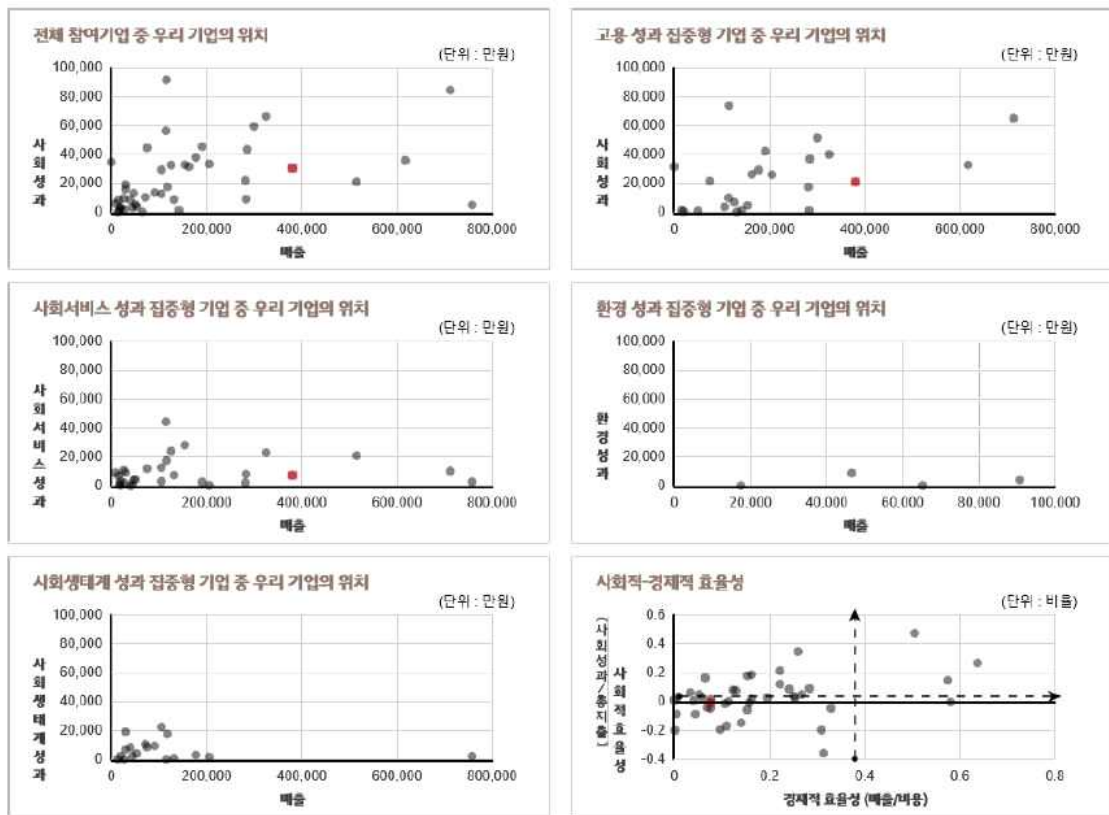 전체 참여기업 중 우리 기업의 위치
(단위 : 만원)
100,000
80,000
60,000
40,000
20,000
0
사회성과
0 200,000 400,000 600,000 800,000
매출
고용 성과 집중형 기업 중 우리 기업의 위치
(단위 : 만원)
100,000
80,000
60,000
40,000
20,000
0
사회성과
0 200,000 400,000 600,000 800,000
매출
사회서비스 성과 집중형 기업 중 우리 기업의 위치
(단위 : 만원)
100,000
80,000
60,000
40,000
20,000
0
사회서비스성과
0 200,000 400,000 600,000 800,000
매출
환경 성과 집중형 기업 중 우리 기업의 위치
(단위 : 만원)
100,000
80,000
60,000
40,000
20,000
0
환경성과
0 20,000 40,000 60,000 80,000 100,000
매출
사회생태계 성과 집중형 기업 중 우리 기업의 위치
(단위 : 만원)
100,000
80,000
60,000
40,000
20,000
0
사회생태계성과
0 200,000 400,000 600,000 800,000
매출
사회적-경제적 효율성
(단위 : 비율)
0.6
0.4
0.2
0
-0.2
-0.4
사회적 효율성
(사회성과/총지출)
0 0.2 0.4 0.6 0.8
경제적 효율성 (매출/비용)